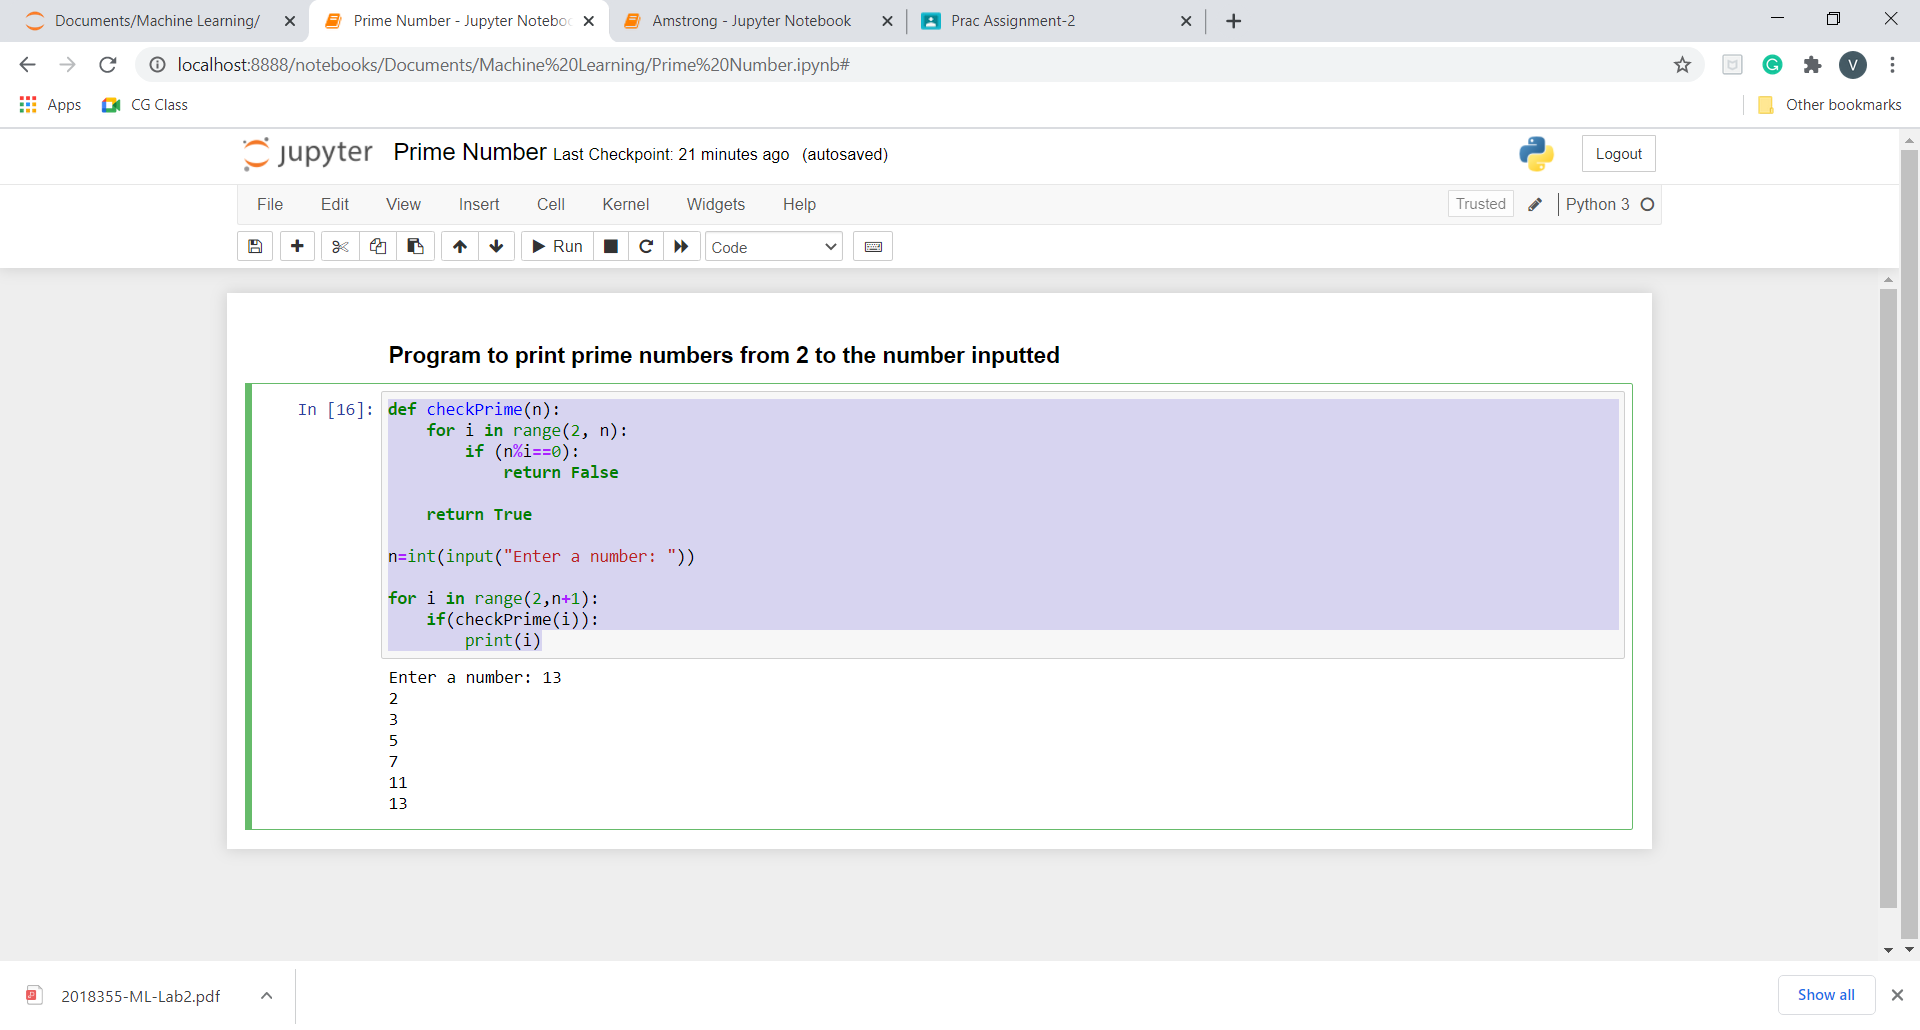 Documents/Machine Learning/
Prime Number - Jupyter Noteboo
Amstrong - Jupyter Notebook
Prac Assignment-2
localhost:8888/notebooks/Documents/Machine%20Learning/Prime%20Number.ipynb#
G
V
Apps
CG Class
Other bookmarks
jupyter Prime Number Last Checkpoint: 21 minutes ago (autosaved)
Logout
File Edit View Insert Cell Kernel Widgets Help
Trusted
Python 3
Run
Code
Program to print prime numbers from 2 to the number inputted
In [16]: def checkPrime(n):
    for i in range(2, n):
        if (n%i==0):
            return False
    return True
n=int(input("Enter a number: "))
for i in range(2,n+1):
    if(checkPrime(i)):
        print(i)
Enter a number: 13
2
3
5
7
11
13
2018355-ML-Lab2.pdf
Show all